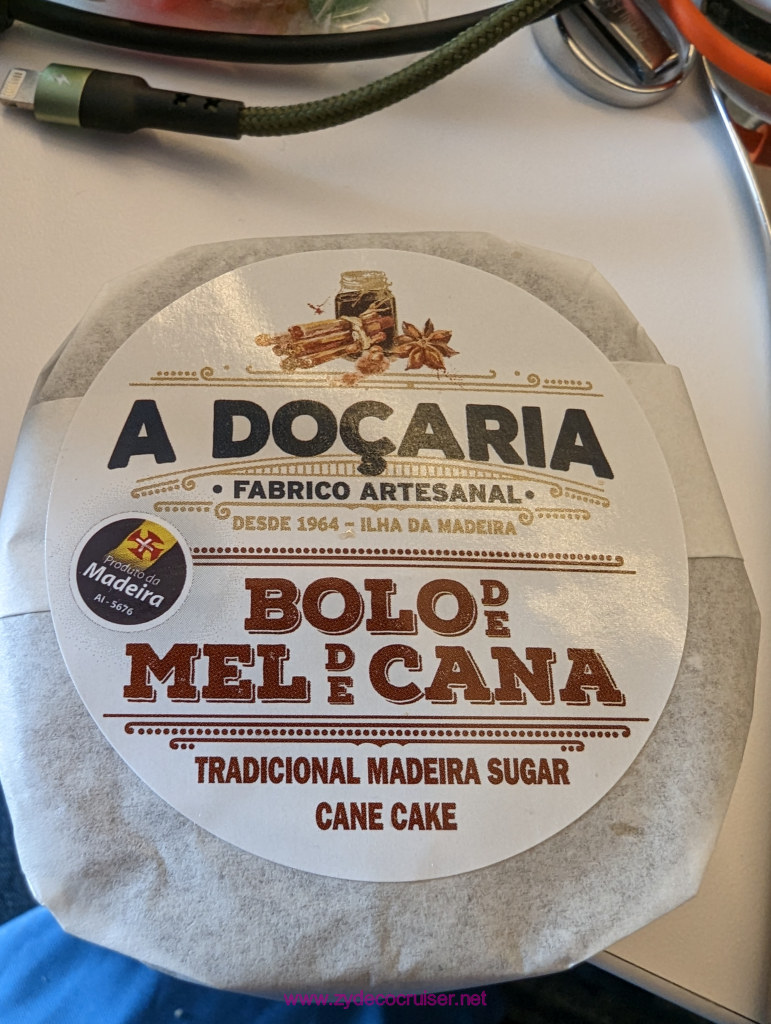 A DOÇARIA
• FABRICO ARTESANAL •
DESDE 1964 - ILHA DA MADEIRA
Produto da
Madeira
AI - 5676
BOLO DE
MEL DE CANA
TRADICIONAL MADEIRA SUGAR
CANE CAKE
www.zydecocruiser.net